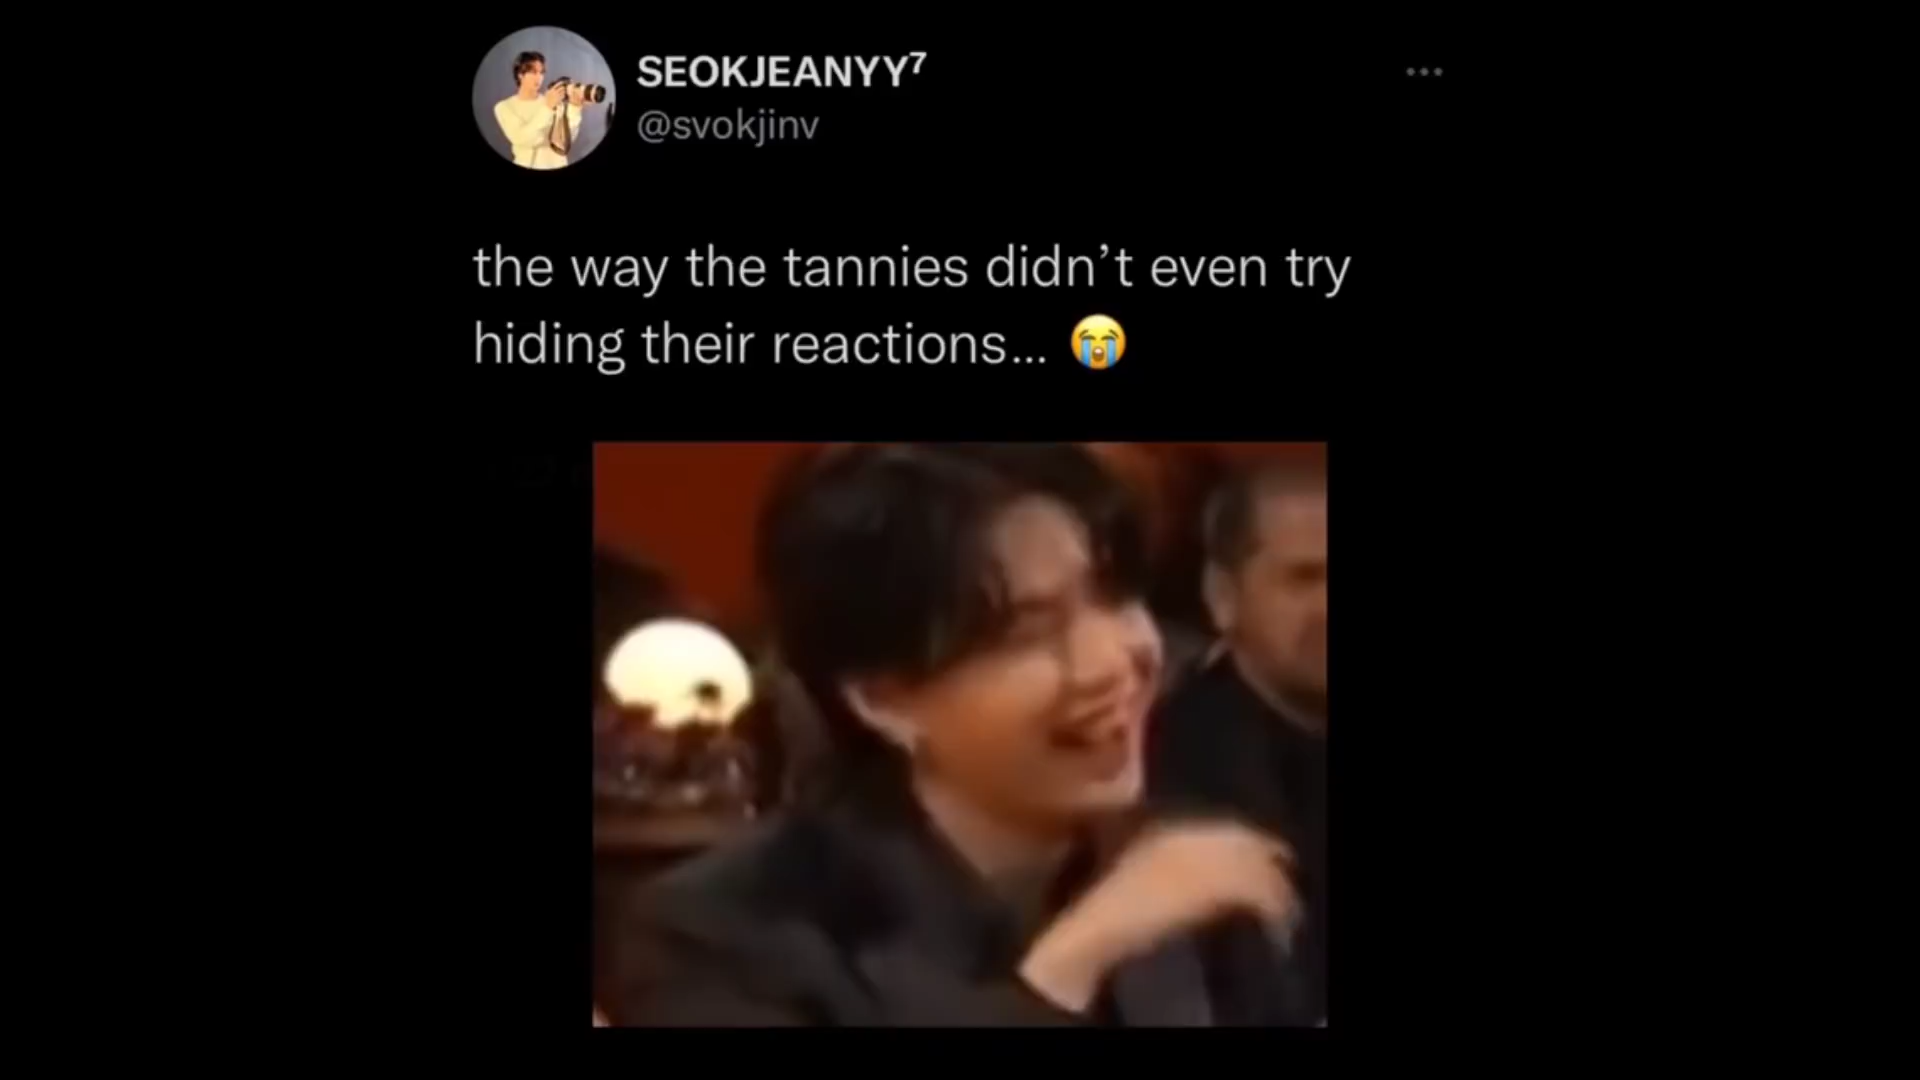 SEOKJEANYY⁷
@svokjinv
the way the tannies didn’t even try
hiding their reactions... 😭